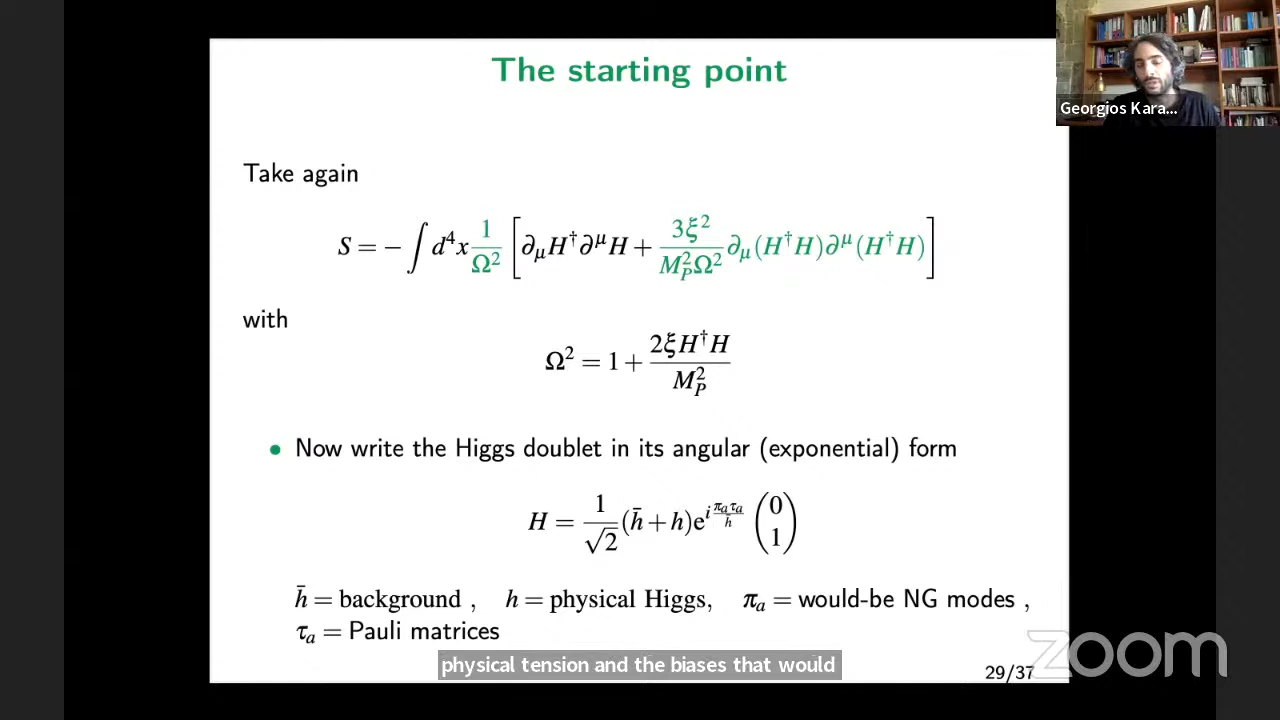 The starting point
Georgios Kara...
Take again
S = − ∫ d⁴x 1/Ω² [∂_μH†∂^μH + 3ξ²/(M_P²Ω²) ∂_μ(H†H)∂^μ(H†H)]
with
Ω² = 1 + 2ξH†H/M_P²
• Now write the Higgs doublet in its angular (exponential) form
H = 1/√2 (h̄ + h)e^{i π_aτ_a/h̄} (0 1)
h̄ = background , h = physical Higgs, π_a = would-be NG modes ,
τ_a = Pauli matrices
physical tension and the biases that would
29/37
zoom